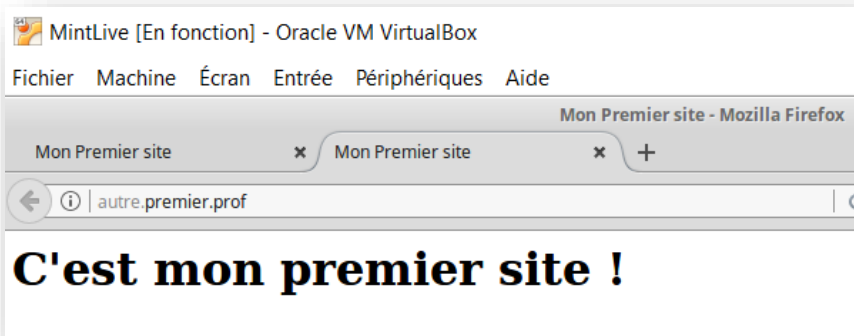 MintLive [En fonction] - Oracle VM VirtualBox
Fichier Machine Écran Entrée Périphériques Aide
Mon Premier site - Mozilla Firefox
Mon Premier site × Mon Premier site × +
autre.premier.prof
C'est mon premier site !